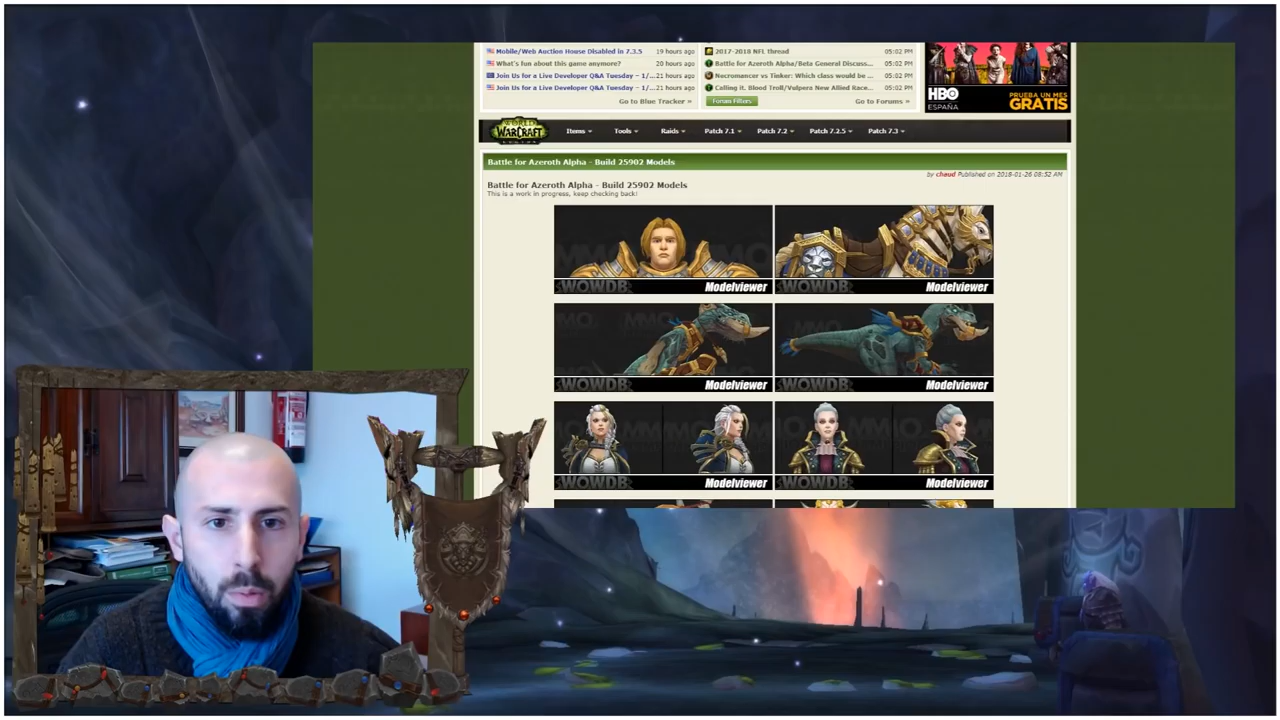 Mobile/Web Auction House Disabled in 7.3.5 19 hours ago
What's fun about this game anymore? 20 hours ago
Join Us for a Live Developer Q&A Tuesday – 1/... 21 hours ago
Join Us for a Live Developer Q&A Tuesday – 1/... 21 hours ago
Go to Blue Tracker »
2017-2018 NFL thread 05:02 PM
Battle for Azeroth Alpha/Beta General Discuss... 05:02 PM
Necromancer vs Tinker: Which class would be ... 05:02 PM
Calling it. Blood Troll/Vulpera New Allied Race... 05:02 PM
Forum Filters Go to Forums »
HBO
ESPAÑA
PRUEBA UN MES
GRATIS
WORLD OF
WARCRAFT
LEGION
Items Tools Raids Patch 7.1 Patch 7.2 Patch 7.2.5 Patch 7.3
Battle for Azeroth Alpha - Build 25902 Models
by chaud Published on 2018-01-26 08:52 AM
Battle for Azeroth Alpha - Build 25902 Models
This is a work in progress, keep checking back!
WOWDB Modelviewer WOWDB Modelviewer
WOWDB Modelviewer WOWDB Modelviewer
WOWDB Modelviewer WOWDB Modelviewer